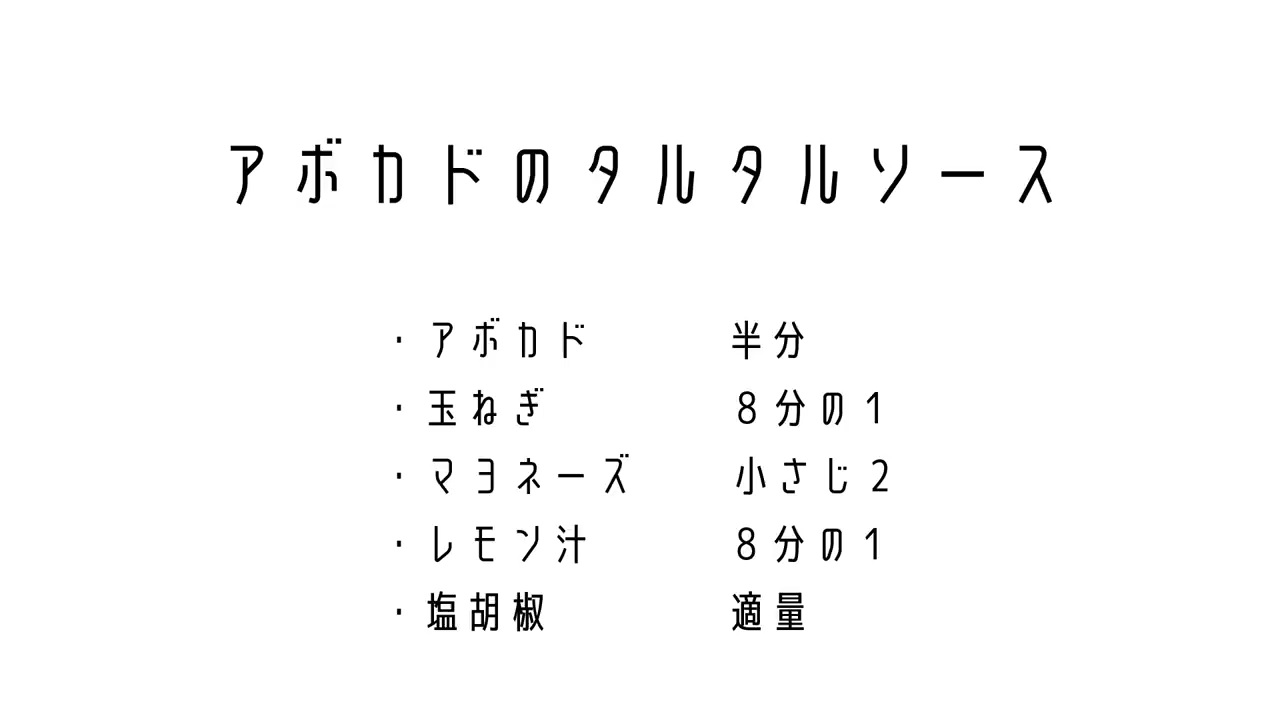 アボカドのタルタルソース
・アボカド 半分
・玉ねぎ 8分の1
・マヨネーズ 小さじ2
・レモン汁 8分の1
・塩胡椒 適量